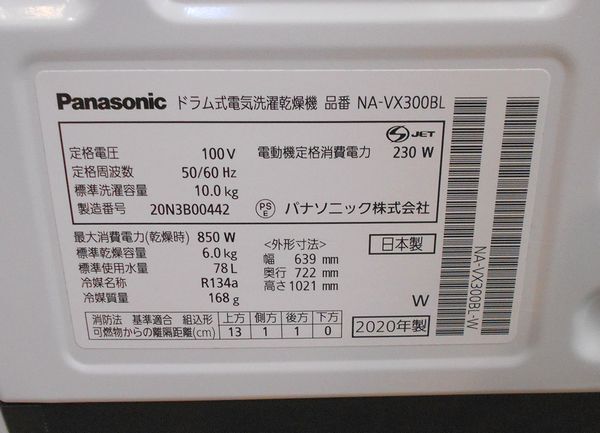 Panasonic ドラム式電気洗濯乾燥機 品番 NA-VX300BL
定格電圧 100 V 電動機定格消費電力 230 W
定格周波数 50/60 Hz
標準洗濯容量 10.0 kg
製造番号 20N3B00442 パナソニック株式会社
S JET
PS
E
最大消費電力(乾燥時) 850 W
標準乾燥容量 6.0 kg
標準使用水量 78 L
冷媒名称 R134a
冷媒質量 168 g
<外形寸法>
幅 639 mm
奥行 722 mm
高さ 1021 mm
日本製
W
消防法 基準適合 組込形 上方 側方 後方 下方
可燃物からの離隔距離(cm) 13 1 1 0
2020年製
NA-VX300BL-W